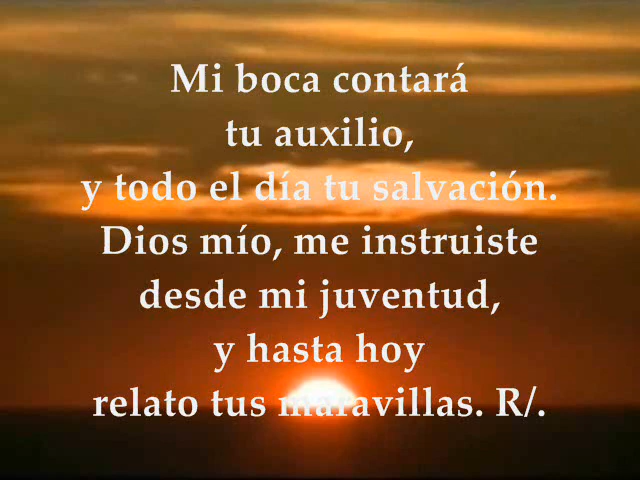 Mi boca contará
tu auxilio,
y todo el día tu salvación.
Dios mío, me instruiste
desde mi juventud,
y hasta hoy
relato tus maravillas. R/.